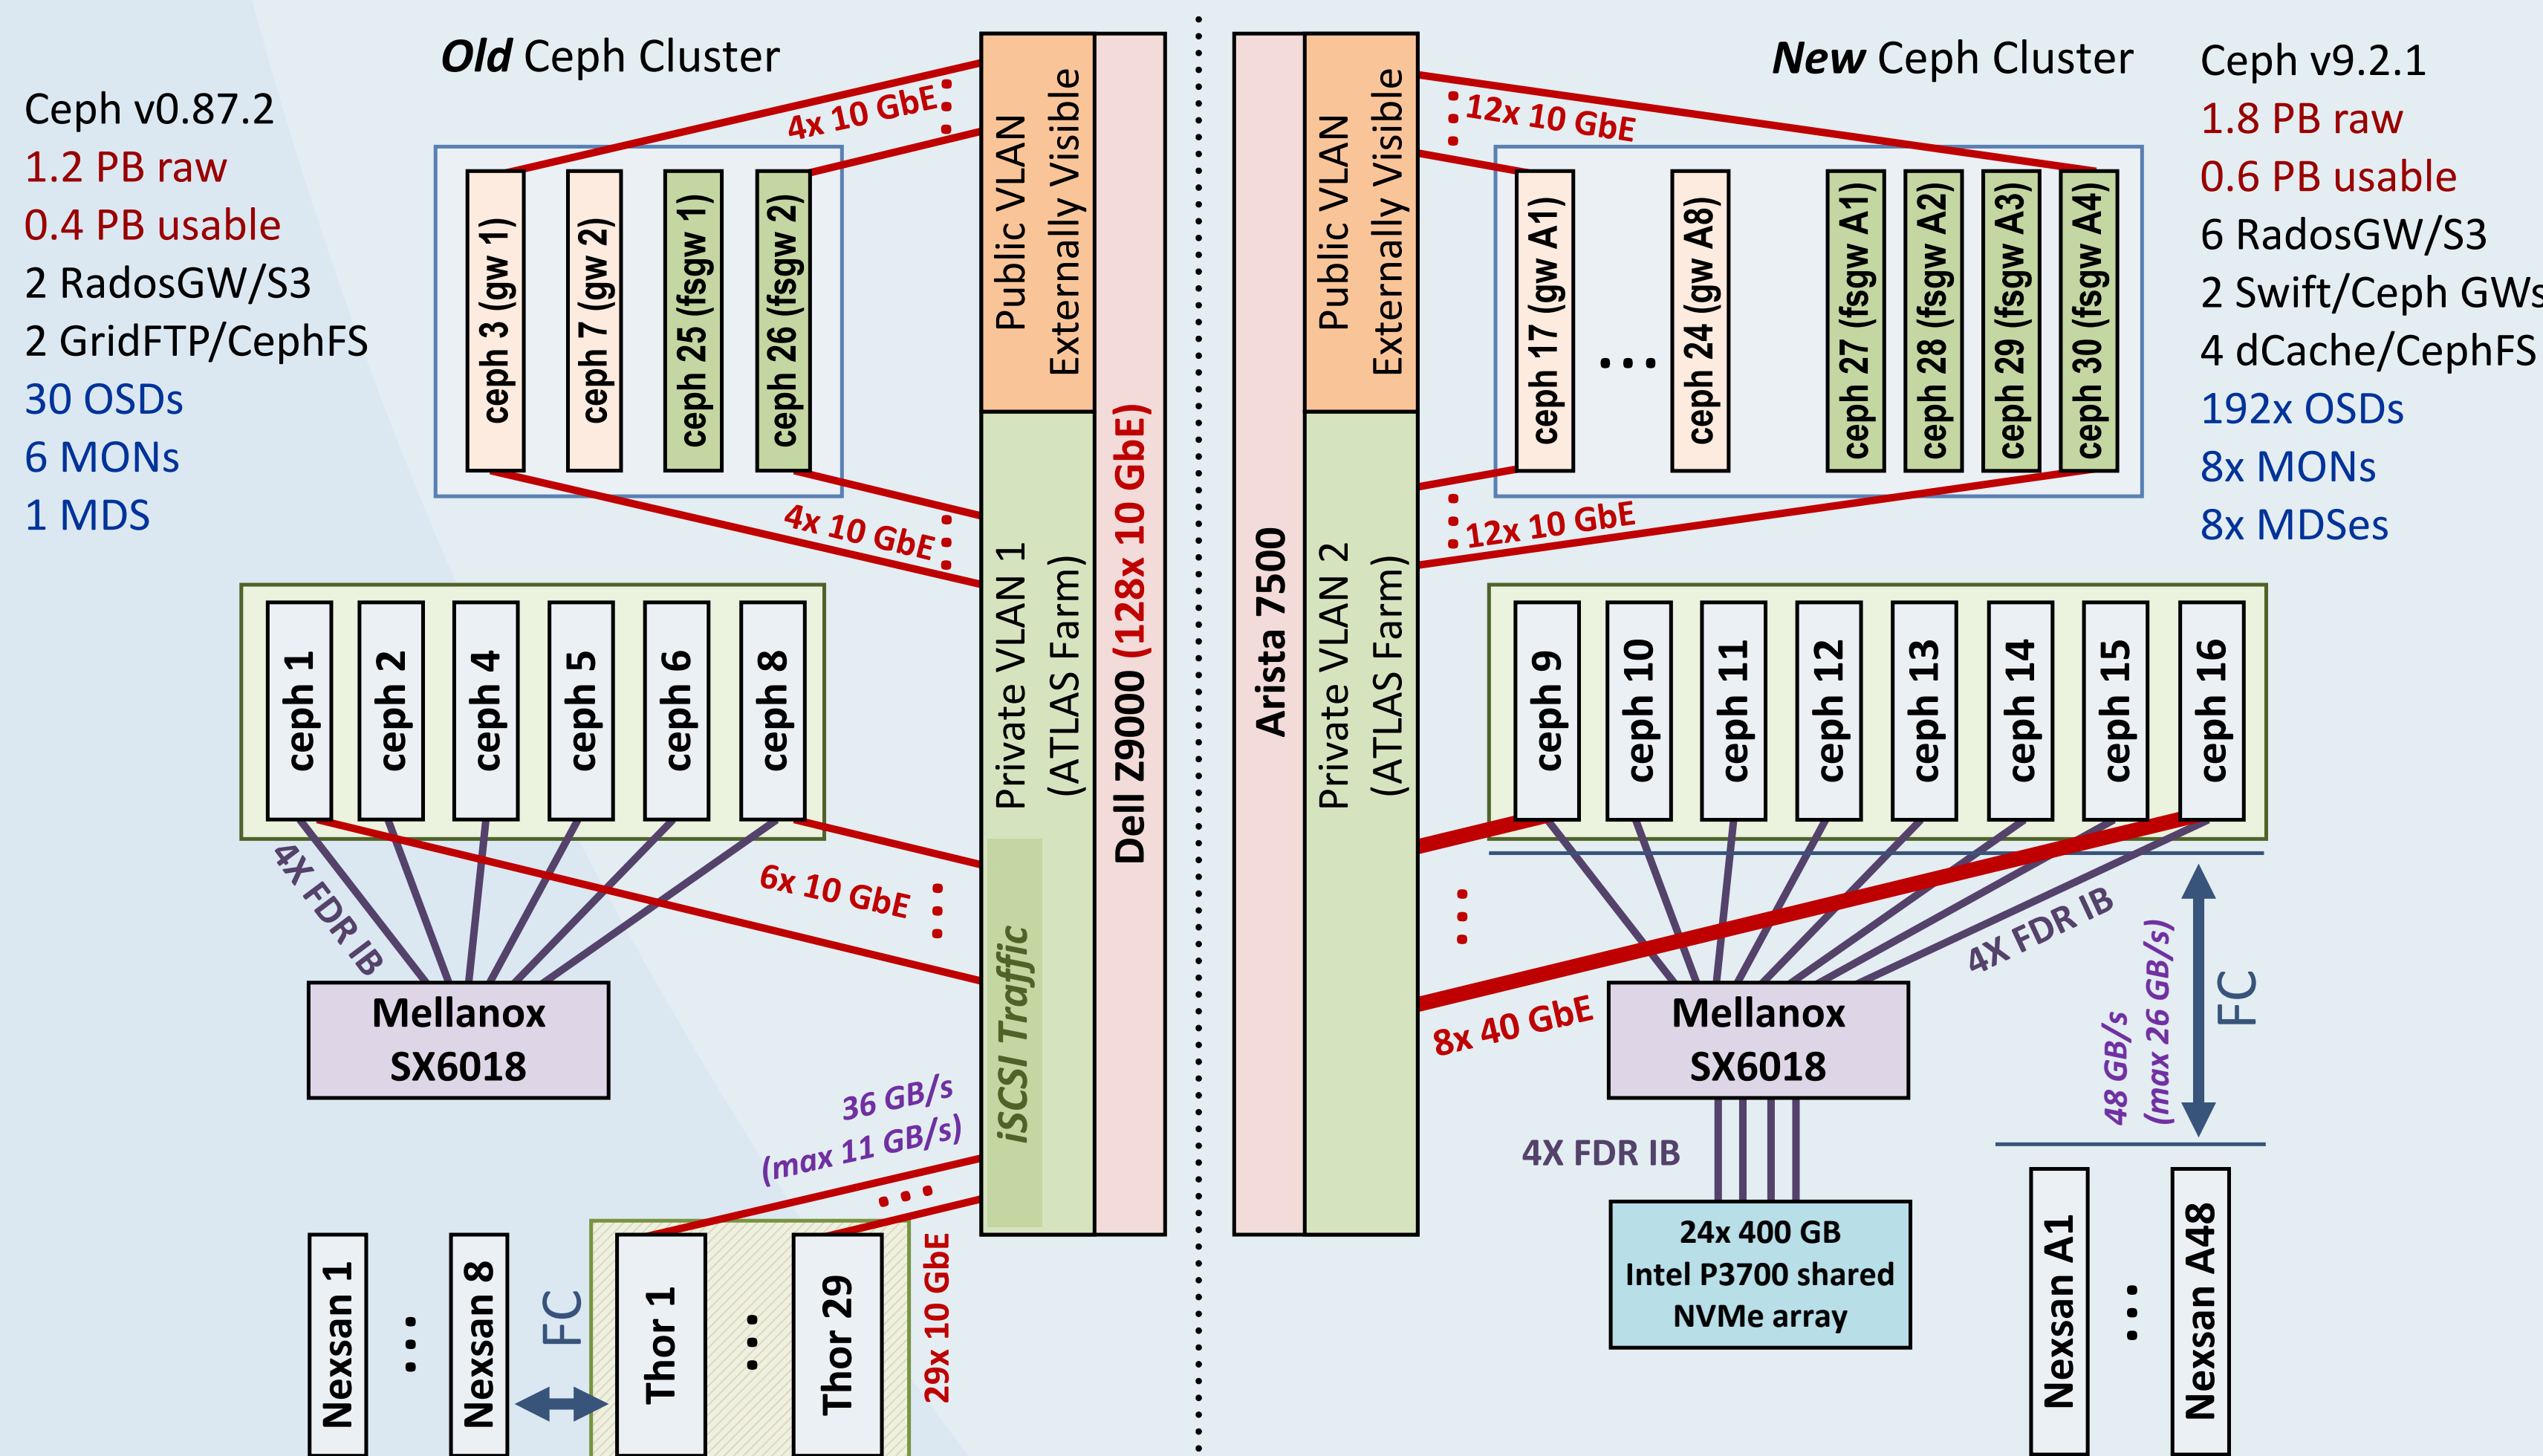 Old Ceph Cluster
Ceph v0.87.2
1.2 PB raw
0.4 PB usable
2 RadosGW/S3
2 GridFTP/CephFS
30 OSDs
6 MONs
1 MDS
4x 10 GbE
ceph 3 (gw 1)
ceph 7 (gw 2)
ceph 25 (fsgw 1)
ceph 26 (fsgw 2)
4x 10 GbE
ceph 1
ceph 2
ceph 4
ceph 5
ceph 6
ceph 8
4X FDR IB
6x 10 GbE
Mellanox
SX6018
36 GB/s
(max 11 GB/s)
Nexsan 1
...
Nexsan 8
FC
Thor 1
...
Thor 29
29x 10 GbE
Public VLAN
Externally Visible
Private VLAN 1
(ATLAS Farm)
iSCSI Traffic
Dell Z9000 (128x 10 GbE)
Arista 7500
Public VLAN
Externally Visible
Private VLAN 2
(ATLAS Farm)
New Ceph Cluster
Ceph v9.2.1
1.8 PB raw
0.6 PB usable
6 RadosGW/S3
2 Swift/Ceph GWs
4 dCache/CephFS
192x OSDs
8x MONs
8x MDSes
12x 10 GbE
ceph 17 (gw A1)
...
ceph 24 (gw A8)
ceph 27 (fsgw A1)
ceph 28 (fsgw A2)
ceph 29 (fsgw A3)
ceph 30 (fsgw A4)
12x 10 GbE
ceph 9
ceph 10
ceph 11
ceph 12
ceph 13
ceph 14
ceph 15
ceph 16
8x 40 GbE
4X FDR IB
Mellanox
SX6018
48 GB/s
(max 26 GB/s)
FC
4X FDR IB
24x 400 GB
Intel P3700 shared
NVMe array
Nexsan A1
...
Nexsan A48